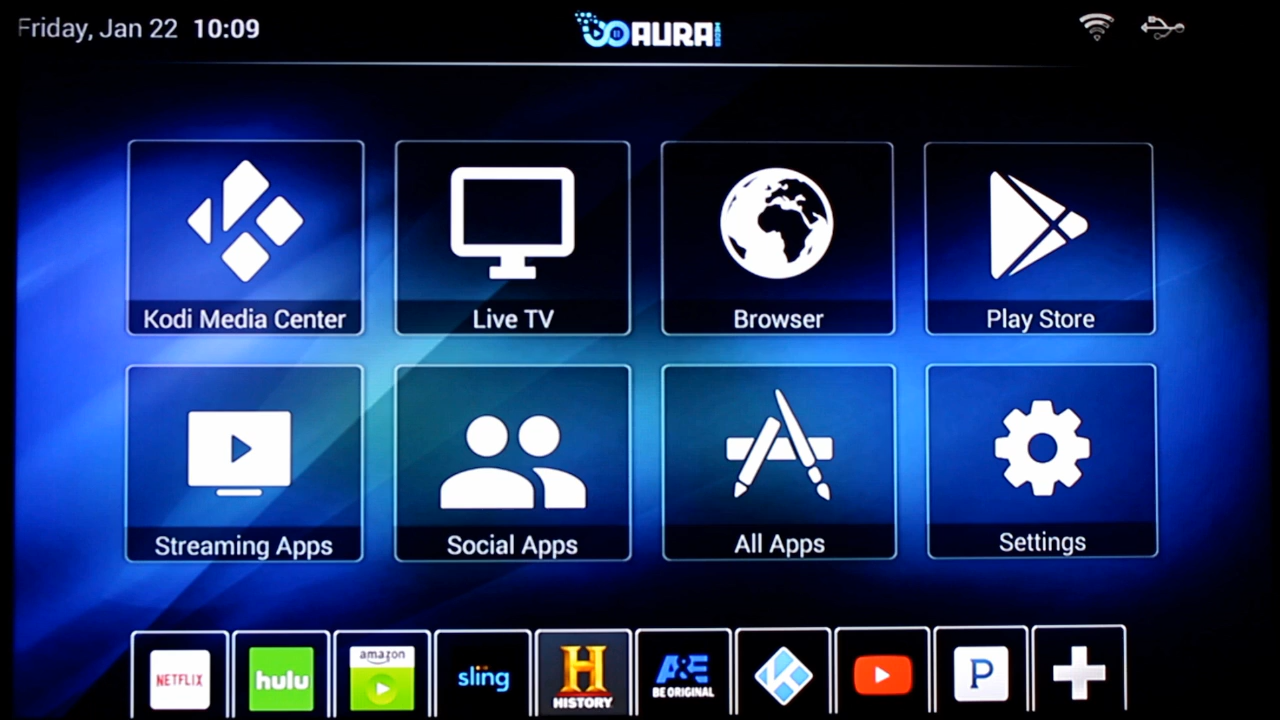 Friday, Jan 22 10:09
AURA
Kodi Media Center
Live TV
Browser
Play Store
Streaming Apps
Social Apps
All Apps
Settings
NETFLIX
hulu
amazon
sling
H
HISTORY
A&E
BE ORIGINAL
P